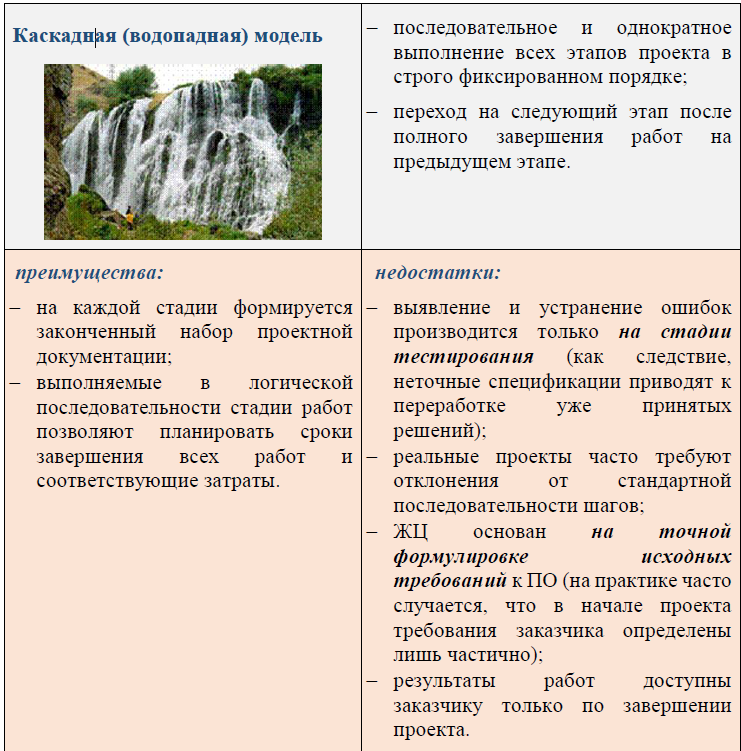 Каскадная (водопадная) модель
– последовательное и однократное
выполнение всех этапов проекта в
строго фиксированном порядке;
– переход на следующий этап после
полного завершения работ на
предыдущем этапе.
преимущества:
– на каждой стадии формируется
законченный набор проектной
документации;
– выполняемые в логической
последовательности стадии работ
позволяют планировать сроки
завершения всех работ и
соответствующие затраты.
недостатки:
– выявление и устранение ошибок
производится только на стадии
тестирования (как следствие,
неточные спецификации приводят к
переработке уже принятых
решений);
– реальные проекты часто требуют
отклонения от стандартной
последовательности шагов;
– ЖЦ основан на точной
формулировке исходных
требований к ПО (на практике часто
случается, что в начале проекта
требования заказчика определены
лишь частично);
– результаты работ доступны
заказчику только по завершении
проекта.